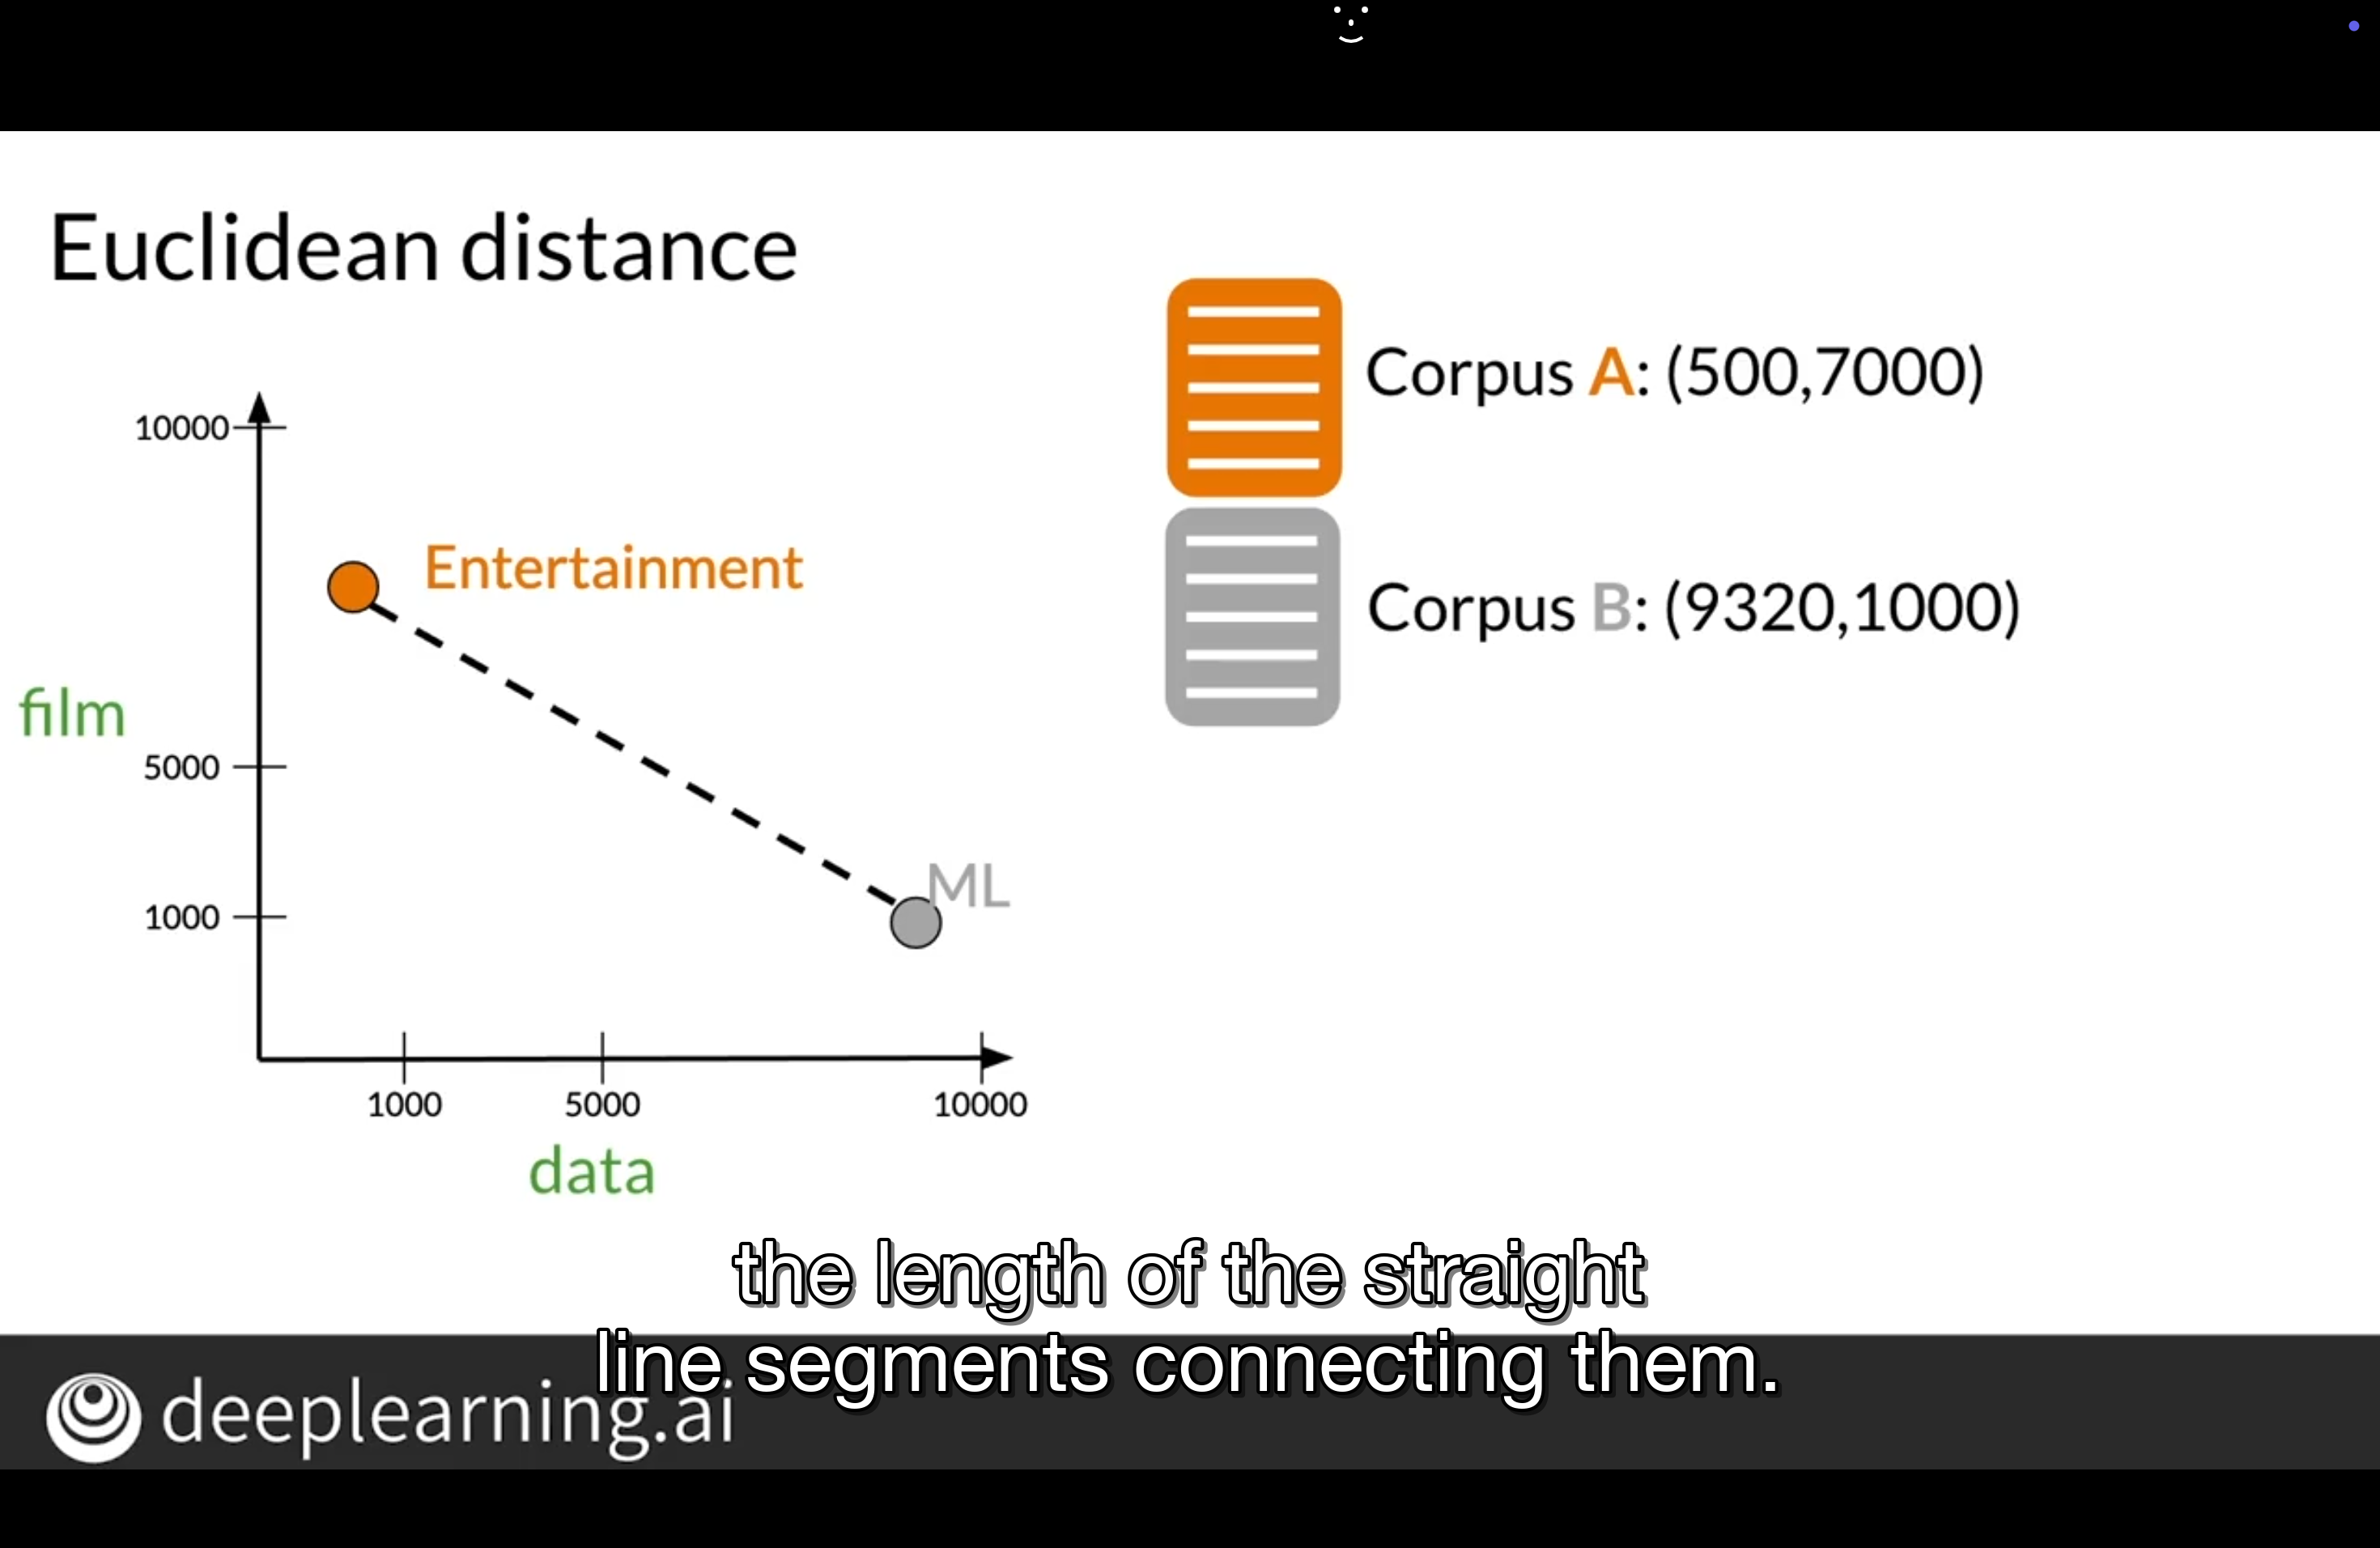 Euclidean distance
Corpus A: (500,7000)
Corpus B: (9320,1000)
10000
Entertainment
film
5000
ML
1000
1000
5000
10000
data
the length of the straight
line segments connecting them.
deeplearning.ai